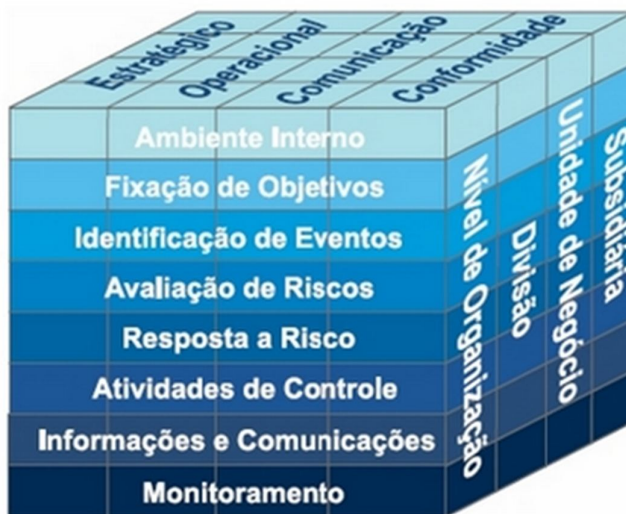 Estratégico
Operacional
Comunicação
Conformidade
Ambiente Interno
Fixação de Objetivos
Identificação de Eventos
Avaliação de Riscos
Resposta a Risco
Atividades de Controle
Informações e Comunicações
Monitoramento
Nível de Organização
Divisão
Unidade de Negócio
Subsidiária